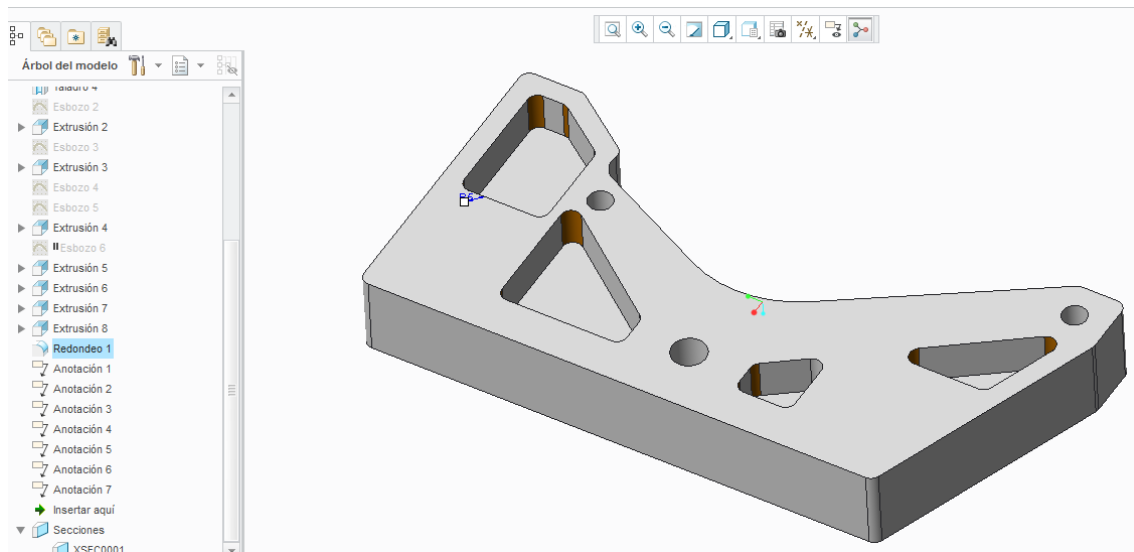 Árbol del modelo
Taladro 4
Esbozo 2
Extrusión 2
Esbozo 3
Extrusión 3
Esbozo 4
Esbozo 5
Extrusión 4
Esbozo 6
Extrusión 5
Extrusión 6
Extrusión 7
Extrusión 8
Redondeo 1
Anotación 1
Anotación 2
Anotación 3
Anotación 4
Anotación 5
Anotación 6
Anotación 7
Insertar aquí
Secciones
XSEC0001